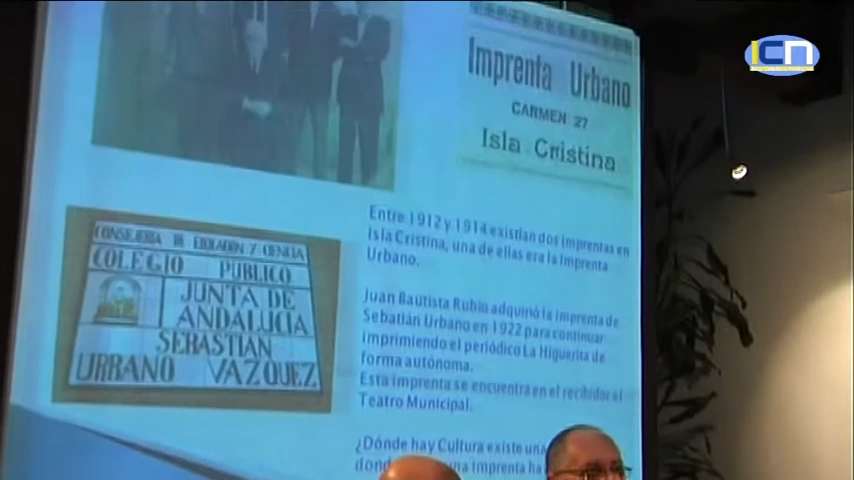 ICN
Imprenta Urbano
CARMEN 27
Isla Cristina
Entre 1912 y 1914 existían dos imprentas en
Isla Cristina, una de ellas era la Imprenta
Urbano.
CONSEJERIA DE EDUCACION Y CIENCIA
COLEGIO PUBLICO
JUNTA DE
ANDALUCIA
SEBASTIAN
URBANO VAZQUEZ
Juan Bautista Rubio adquirió la imprenta de
Sebatián Urbano en 1922 para continuar
imprimiendo el periódico La Higuerita de
forma autónoma.
Esta imprenta se encuentra en el recibidor el
Teatro Municipal.
¿Dónde hay Cultura existe una
una imprenta ha